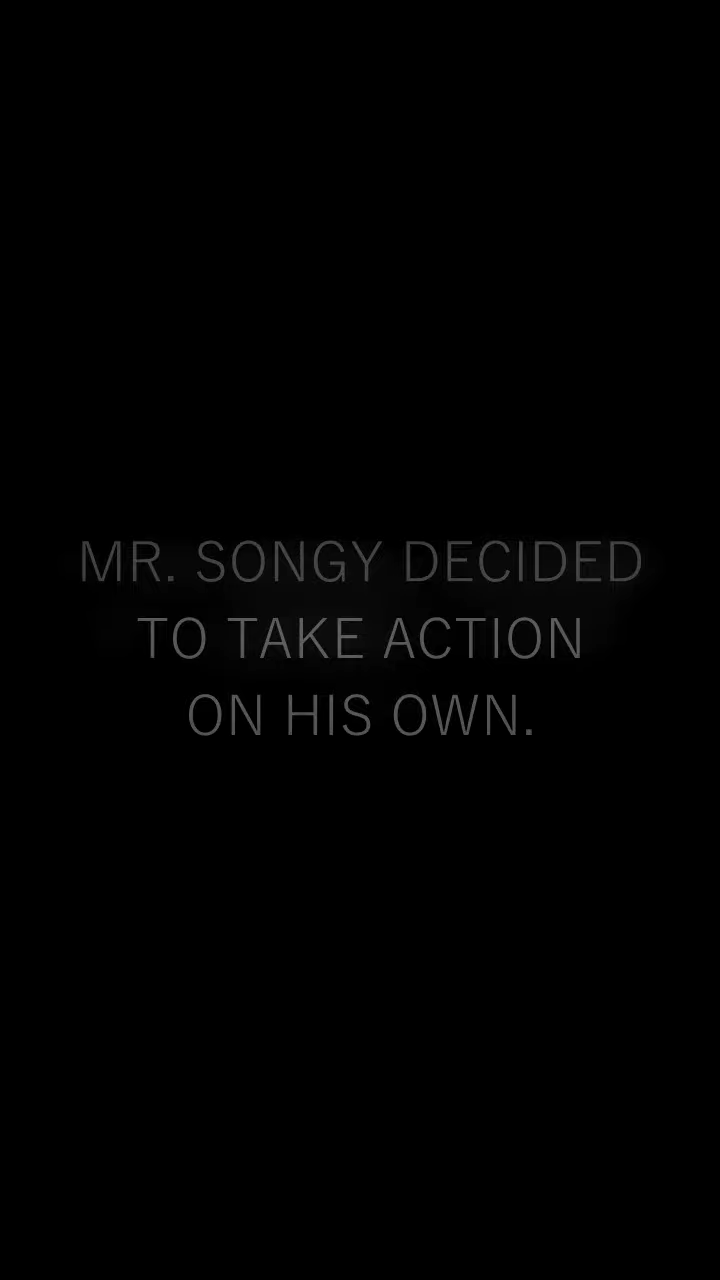 MR. SONGY DECIDED
TO TAKE ACTION
ON HIS OWN.